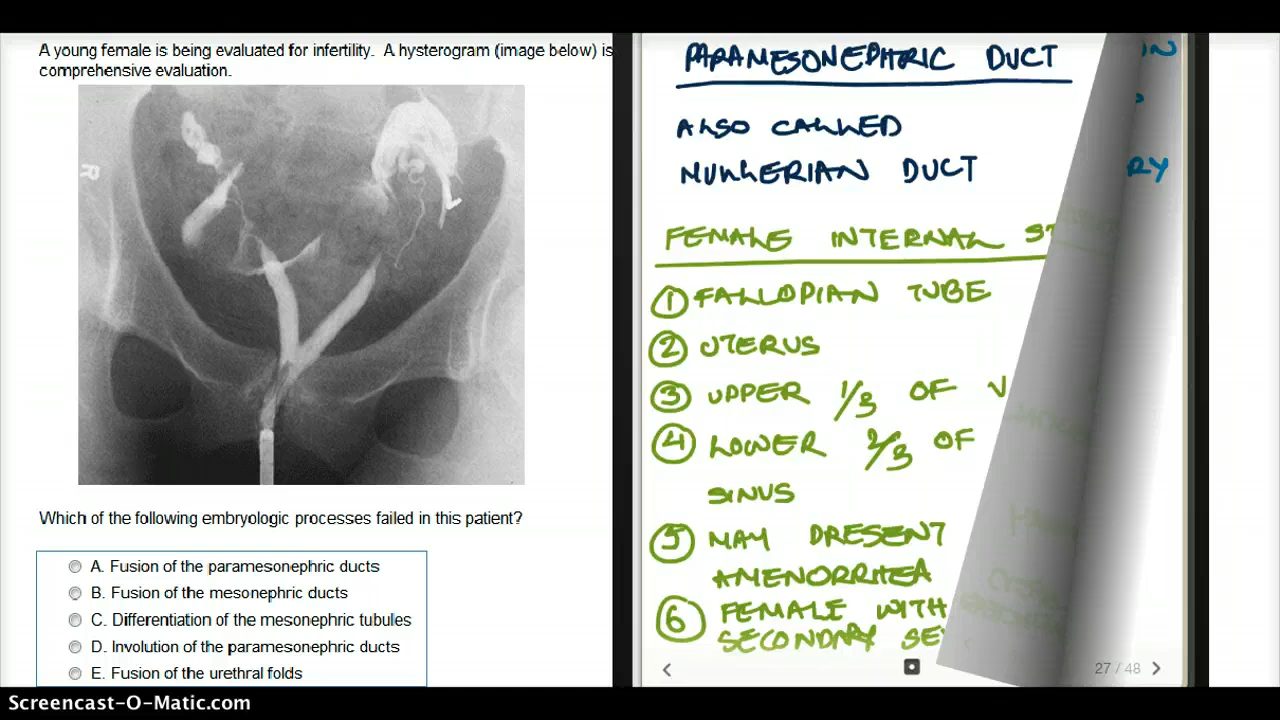 A young female is being evaluated for infertility. A hysterogram (image below) is
comprehensive evaluation.
R
Which of the following embryologic processes failed in this patient?
A. Fusion of the paramesonephric ducts
B. Fusion of the mesonephric ducts
C. Differentiation of the mesonephric tubules
D. Involution of the paramesonephric ducts
E. Fusion of the urethral folds
PARAMESONEPHRIC DUCT
ALSO CALLED
MULLERIAN DUCT
FEMALE INTERNAL ST
① FALLOPIAN TUBE
② UTERUS
③ UPPER 1/3 OF V
④ LOWER 2/3 OF
SINUS
⑤ MAY PRESENT
AMENORRHEA
⑥ FEMALE WITH
SECONDARY SE
RY
27 / 48
Screencast-O-Matic.com